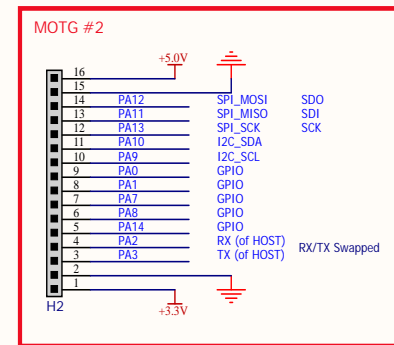 MOTG #2
+5.0V
16
15
14 PA12 SPI_MOSI SDO
13 PA11 SPI_MISO SDI
12 PA13 SPI_SCK SCK
11 PA10 I2C_SDA
10 PA9 I2C_SCL
9 PA0 GPIO
8 PA1 GPIO
7 PA7 GPIO
6 PA8 GPIO
5 PA14 GPIO
4 PA2 RX (of HOST)
RX/TX Swapped
3 PA3 TX (of HOST)
2
1
H2
+3.3V